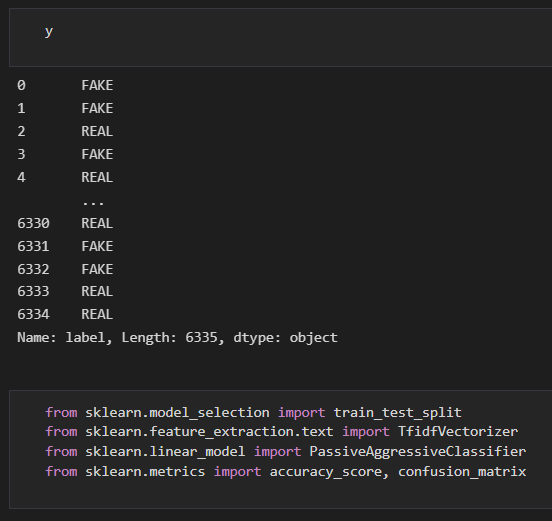 y
0 FAKE
1 FAKE
2 REAL
3 FAKE
4 REAL
...
6330 REAL
6331 FAKE
6332 FAKE
6333 REAL
6334 REAL
Name: label, Length: 6335, dtype: object
from sklearn.model_selection import train_test_split
from sklearn.feature_extraction.text import TfidfVectorizer
from sklearn.linear_model import PassiveAggressiveClassifier
from sklearn.metrics import accuracy_score, confusion_matrix